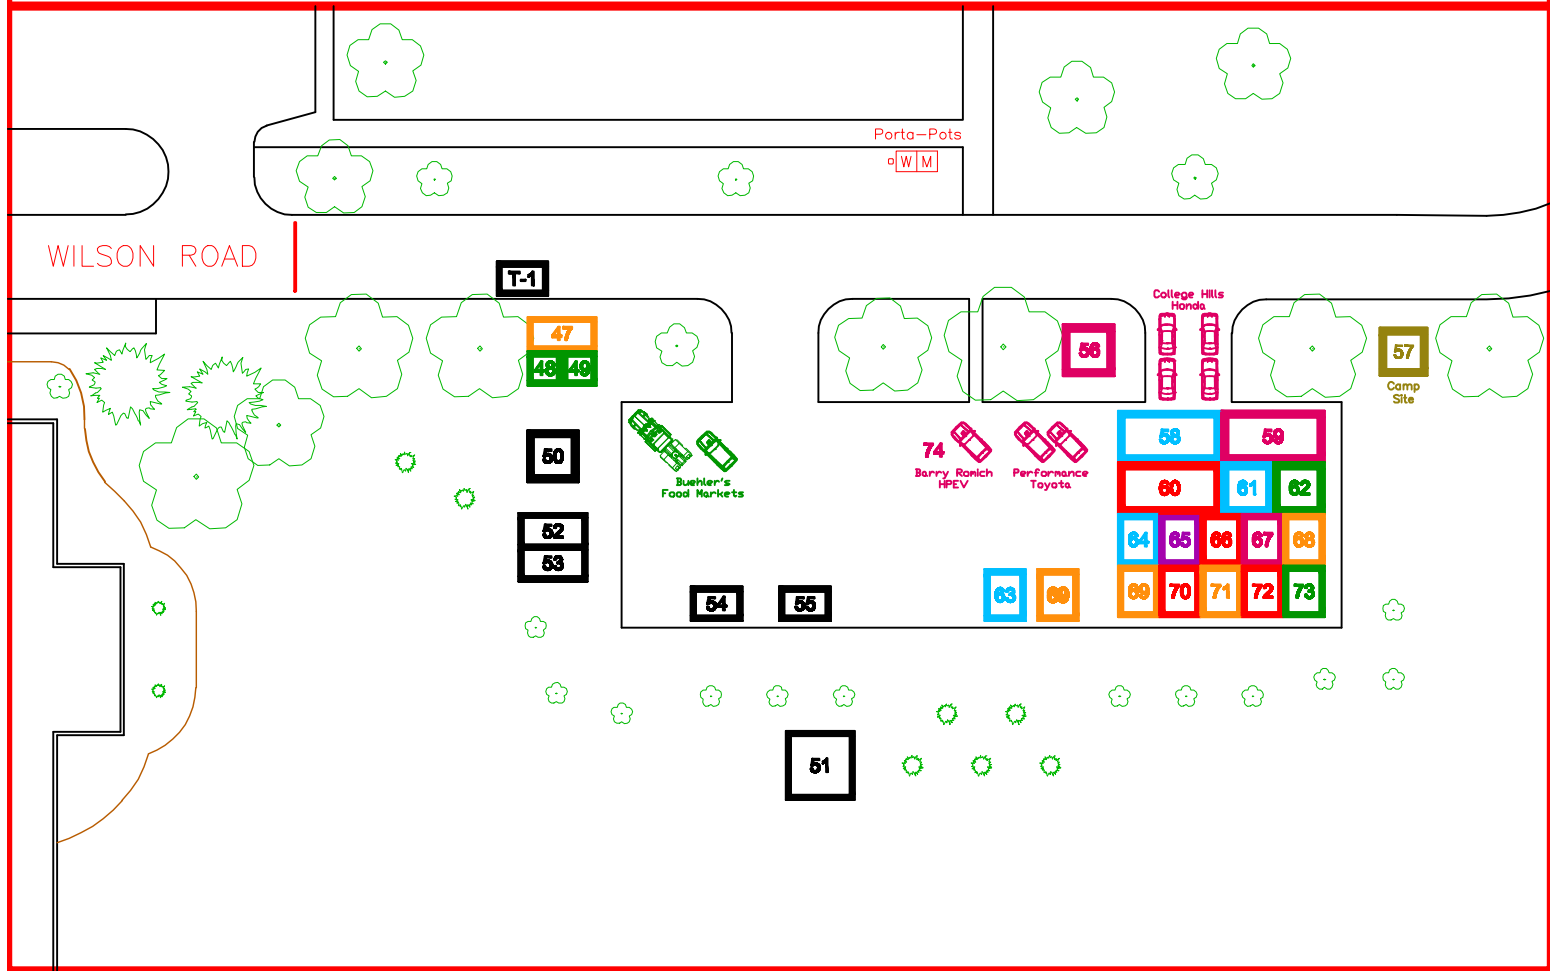 Porta-Pots
W M
WILSON ROAD
T-1
College Hills
Honda
47
56
57
48 49
Camp
Site
58 59
74
50
Barry Romich
HPEV
Performance
Toyota
Buehler's
Food Markets
60 61 62
52
64 65 66 67 68
53
54 55
63 69
69 70 71 72 73
51